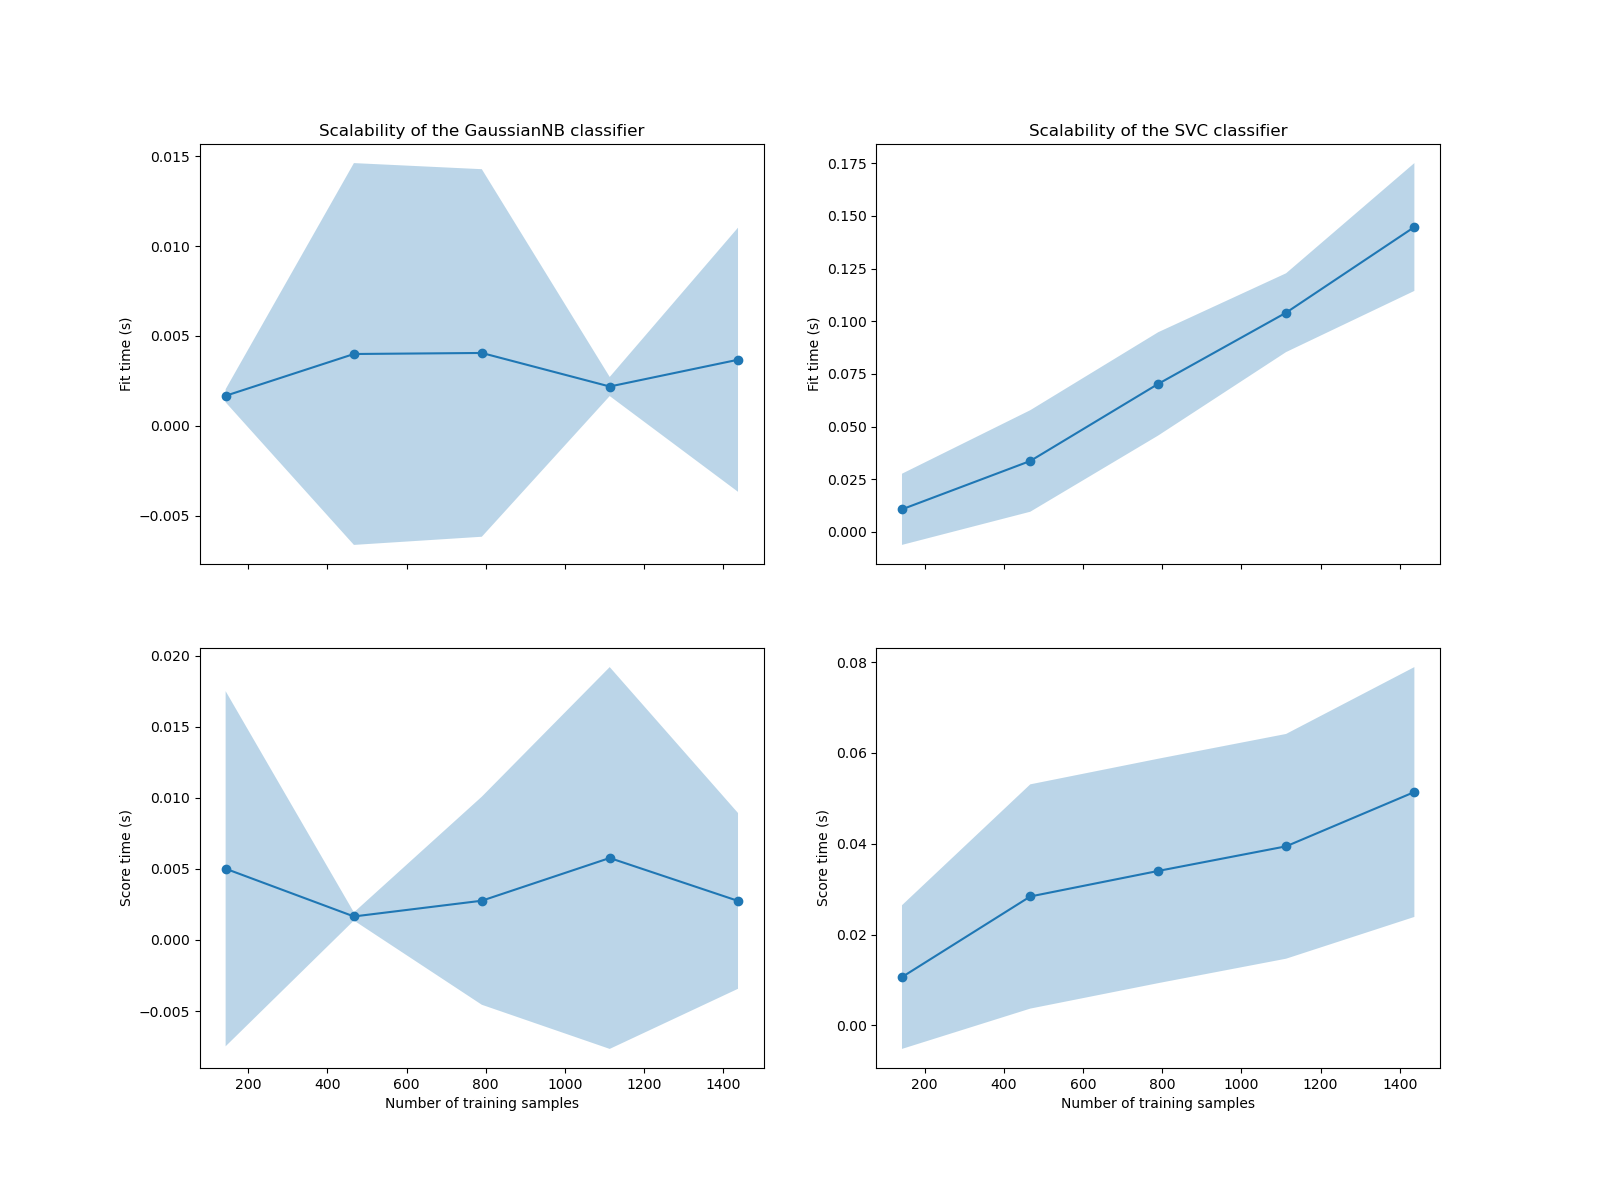 Scalability of the GaussianNB classifier
0.015
0.010
0.005
0.000
−0.005
Fit time (s)
Scalability of the SVC classifier
0.175
0.150
0.125
0.100
0.075
0.050
0.025
0.000
Fit time (s)
0.020
0.015
0.010
0.005
0.000
−0.005
Score time (s)
200 400 600 800 1000 1200 1400
Number of training samples
0.08
0.06
0.04
0.02
0.00
Score time (s)
200 400 600 800 1000 1200 1400
Number of training samples